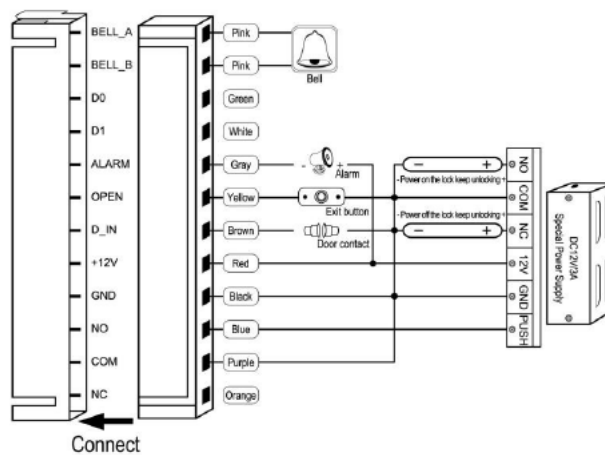 BELL_A
Pink
BELL_B
Pink
Bell
D0
Green
D1
White
ALARM
Gray
- +
Alarm
OPEN
Yellow
Exit button
D_IN
Brown
Door contact
+12V
Red
GND
Black
NO
Blue
COM
Purple
NC
Orange
Connect
- +
- Power on the lock keep unlocking +
- Power off the lock keep unlocking +
- +
NO
COM
NC
12V
GND
PUSH
DC12V/3A
Special Power Supply